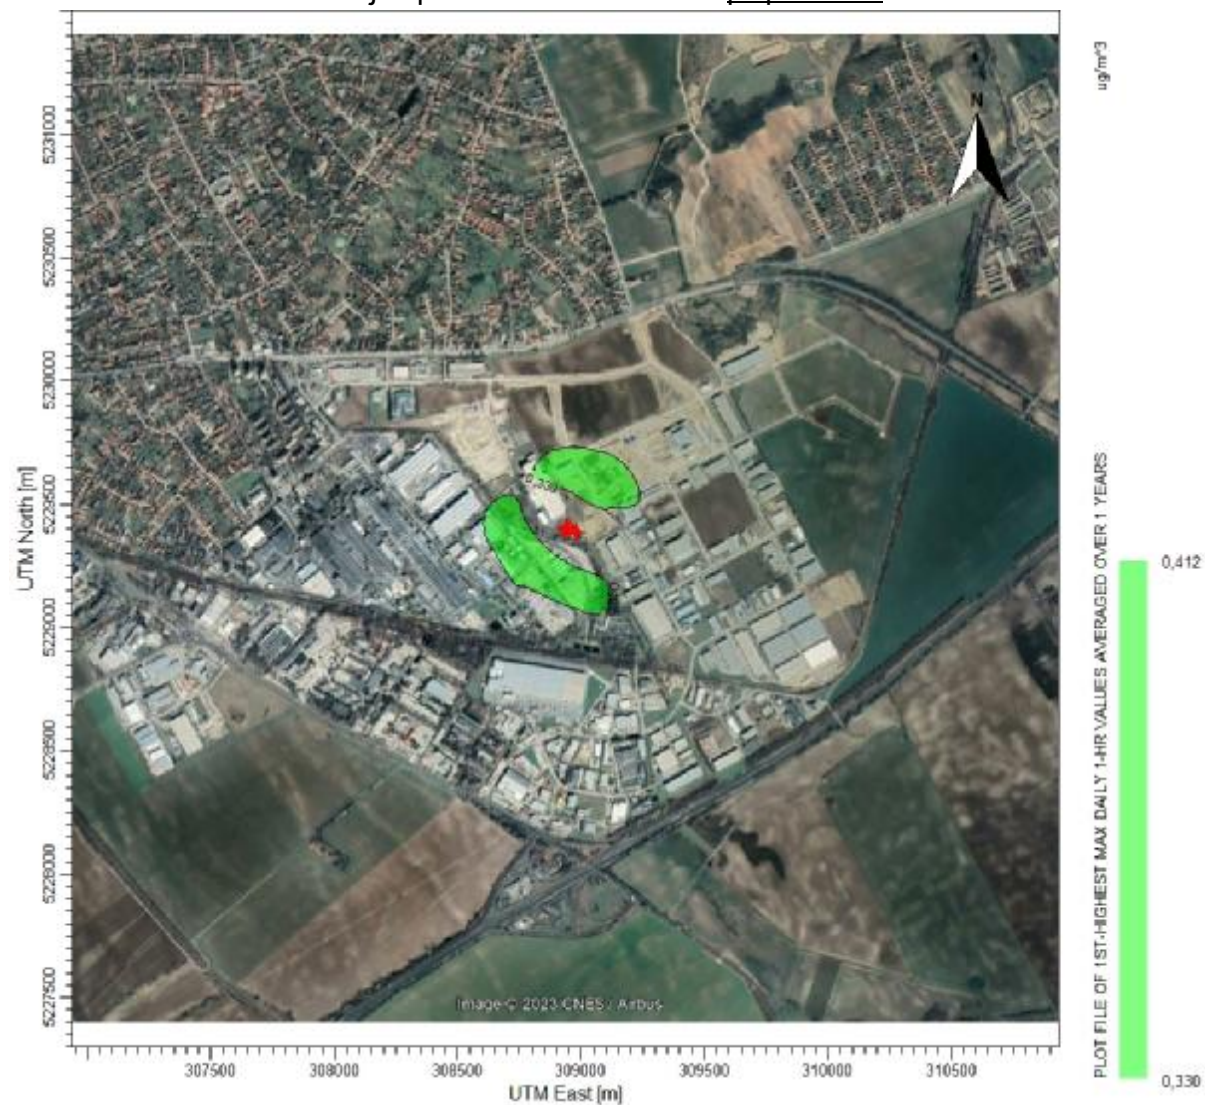 ug/m^3
N
5231000
5230500
5230000
5229500
5229000
5228500
5228000
5227500
UTM North [m]
Image © 2023 CNES / Airbus
307500
308000
308500
309000
309500
310000
310500
UTM East [m]
PLOT FILE OF 1ST-HIGHEST MAX DAILY 1-HR VALUES AVERAGED OVER 1 YEARS
0,412
0,330